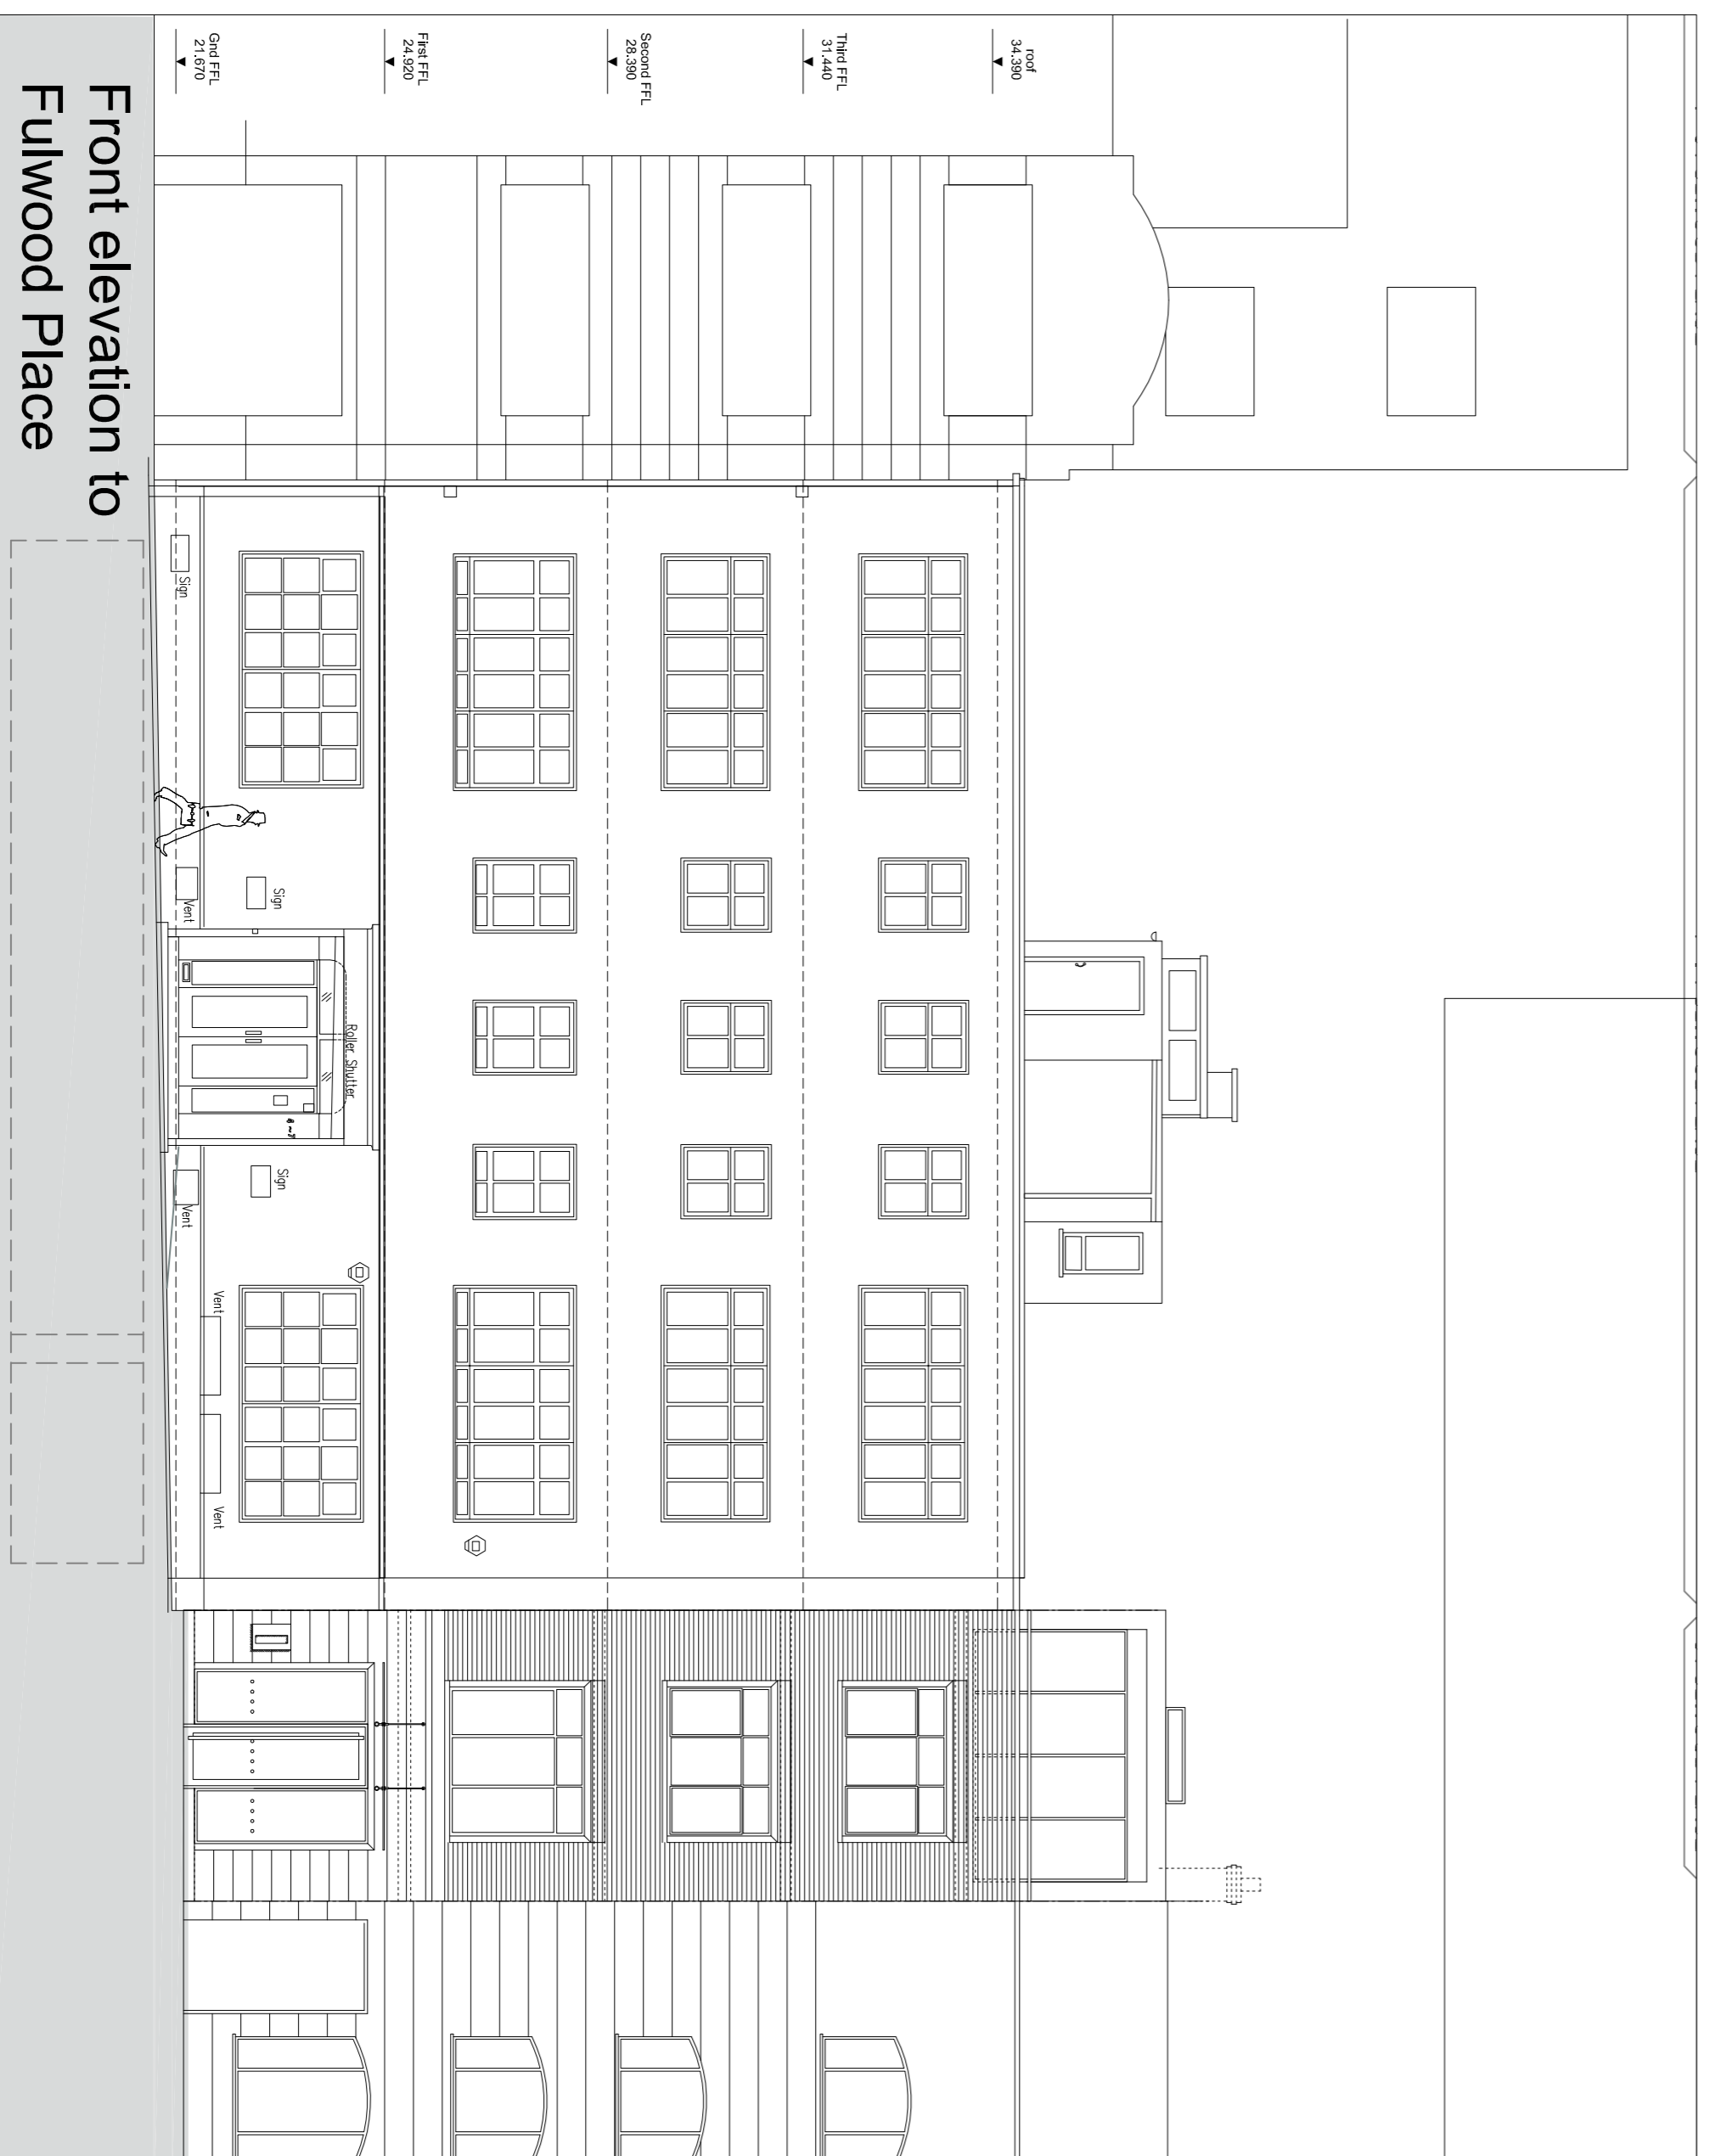 roof
34.390
Third FFL
31.440
Second FFL
28.390
First FFL
24.920
Gnd FFL
21.670
Sign
Vent
Sign
Roller Shutter
Sign
Vent
Vent
Vent
Front elevation to
Fulwood Place